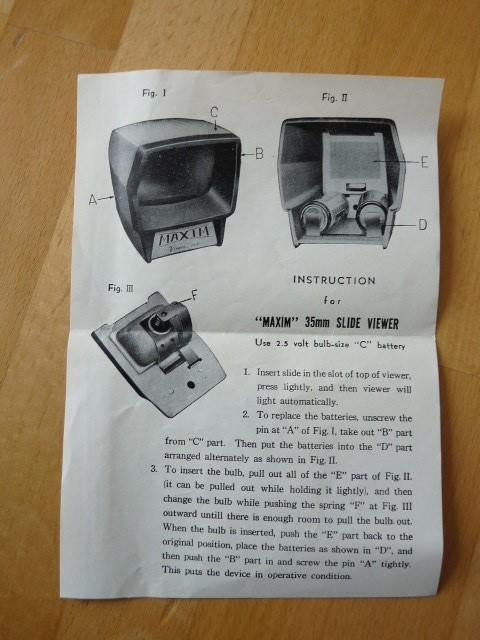 Fig. I
Fig. II
C
B
A
E
D
MAXIM
Fig. III
F
INSTRUCTION
for
"MAXIM" 35mm SLIDE VIEWER
Use 2.5 volt bulb-size "C" battery
1. Insert slide in the slot of top of viewer,
press lightly, and then viewer will
light automatically.
2. To replace the batteries, unscrew the
pin at "A" of Fig. I, take out "B" part
from "C" part. Then put the batteries into the "D" part
arranged alternately as shown in Fig. II.
3. To insert the bulb, pull out all of the "E" part of Fig. II.
(it can be pulled out while holding it lightly), and then
change the bulb while pushing the spring "F" at Fig. III
outward untill there is enough room to pull the bulb out.
When the bulb is inserted, push the "E" part back to the
original position, place the batteries as shown in "D", and
then push the "B" part in and screw the pin "A" tightly.
This puts the device in operative condition.